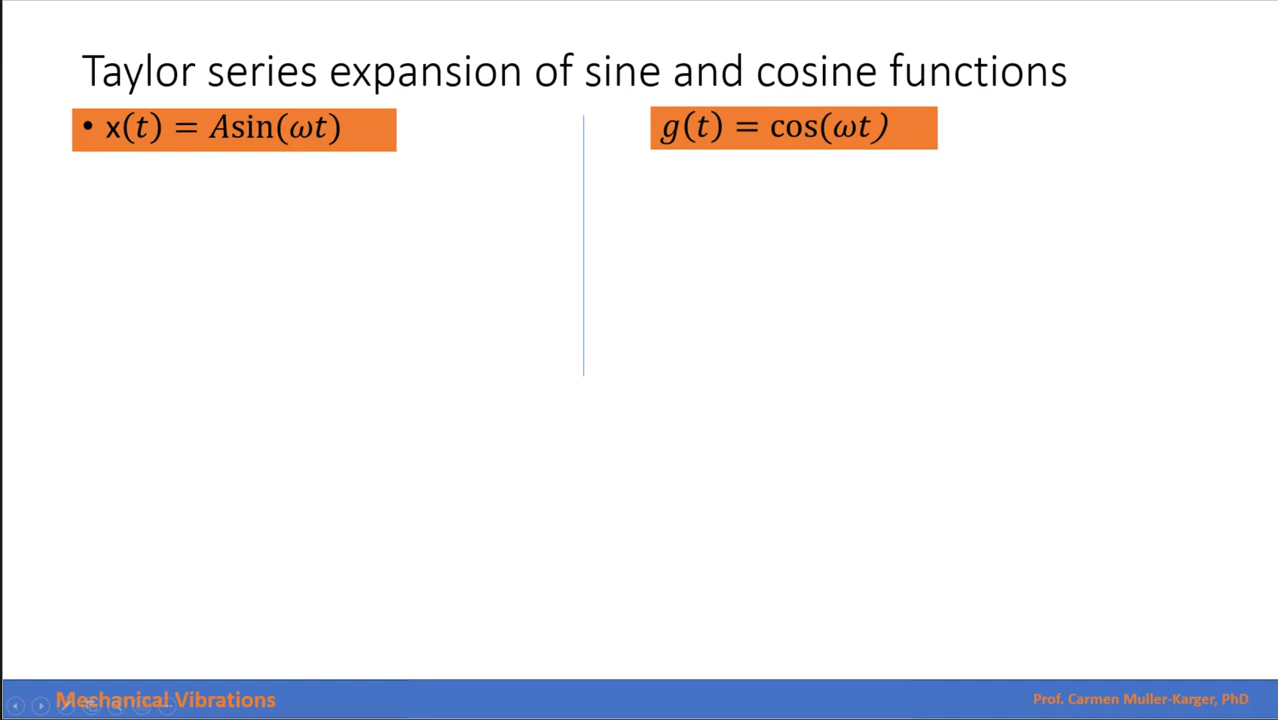 Taylor series expansion of sine and cosine functions
• x(t) = Asin(ωt)
g(t) = cos(ωt)
Mechanical Vibrations
Prof. Carmen Muller-Karger, PhD